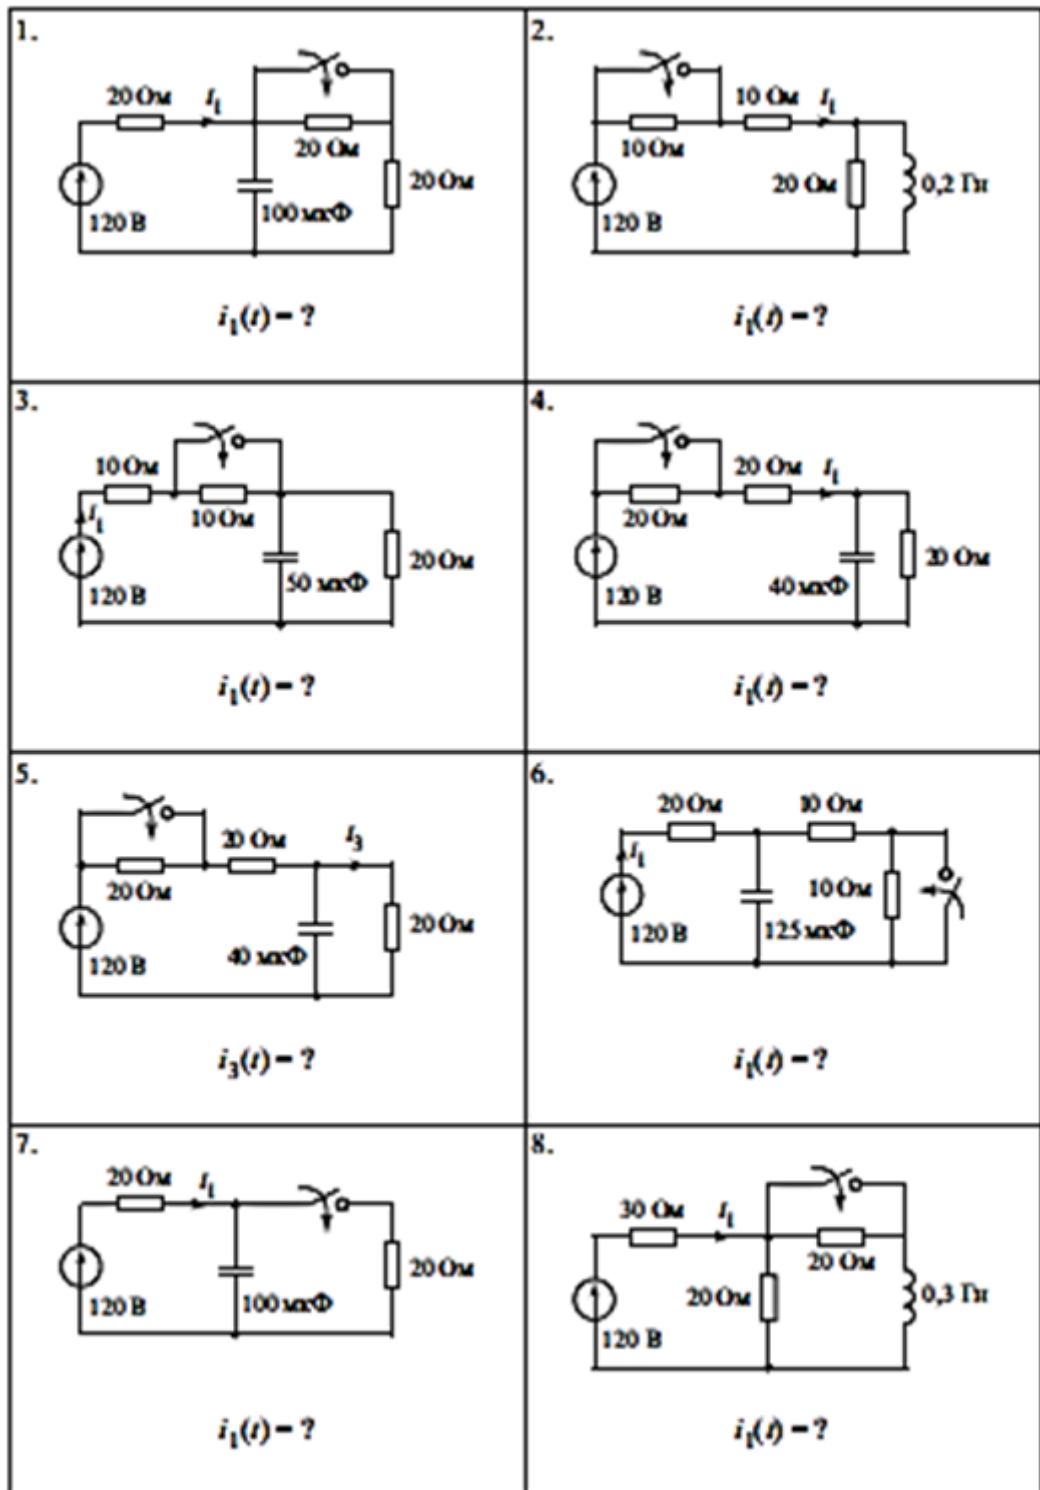 1.
20 Ом
I₁
20 Ом
20 Ом
100 мкФ
120 В
i₁(t) – ?
2.
10 Ом
I₁
10 Ом
20 Ом
0,2 Гн
120 В
i₁(t) – ?
3.
10 Ом
I₁
10 Ом
20 Ом
50 мкФ
120 В
i₁(t) – ?
4.
20 Ом
I₁
20 Ом
20 Ом
40 мкФ
120 В
i₁(t) – ?
5.
20 Ом
I₃
20 Ом
20 Ом
40 мкФ
120 В
i₃(t) – ?
6.
20 Ом
10 Ом
I₁
10 Ом
125 мкФ
120 В
i₁(t) – ?
7.
20 Ом
I₁
20 Ом
100 мкФ
120 В
i₁(t) – ?
8.
30 Ом
I₁
20 Ом
20 Ом
0,3 Гн
120 В
i₁(t) – ?